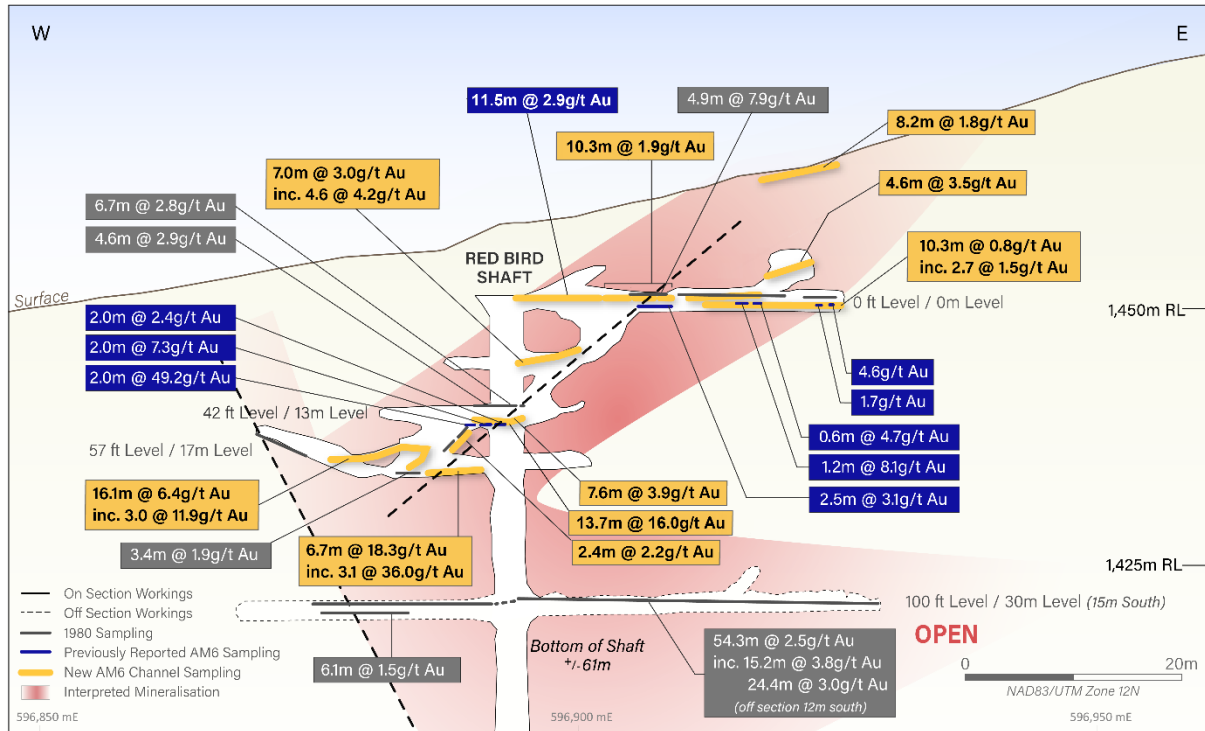 W
E
11.5m @ 2.9g/t Au
4.9m @ 7.9g/t Au
8.2m @ 1.8g/t Au
10.3m @ 1.9g/t Au
7.0m @ 3.0g/t Au
inc. 4.6 @ 4.2g/t Au
4.6m @ 3.5g/t Au
6.7m @ 2.8g/t Au
4.6m @ 2.9g/t Au
10.3m @ 0.8g/t Au
inc. 2.7 @ 1.5g/t Au
RED BIRD
SHAFT
Surface
0 ft Level / 0m Level
1,450m RL
2.0m @ 2.4g/t Au
2.0m @ 7.3g/t Au
2.0m @ 49.2g/t Au
4.6g/t Au
1.7g/t Au
42 ft Level / 13m Level
0.6m @ 4.7g/t Au
57 ft Level / 17m Level
1.2m @ 8.1g/t Au
16.1m @ 6.4g/t Au
inc. 3.0 @ 11.9g/t Au
7.6m @ 3.9g/t Au
2.5m @ 3.1g/t Au
13.7m @ 16.0g/t Au
3.4m @ 1.9g/t Au
6.7m @ 18.3g/t Au
inc. 3.1 @ 36.0g/t Au
2.4m @ 2.2g/t Au
1,425m RL
On Section Workings
Off Section Workings
1980 Sampling
Previously Reported AM6 Sampling
New AM6 Channel Sampling
Interpreted Mineralisation
100 ft Level / 30m Level (15m South)
OPEN
6.1m @ 1.5g/t Au
Bottom of Shaft
+/- 61m
54.3m @ 2.5g/t Au
inc. 15.2m @ 3.8g/t Au
24.4m @ 3.0g/t Au
(off section 12m south)
0
20m
NAD83/UTM Zone 12N
596,850 mE
596,900 mE
596,950 mE